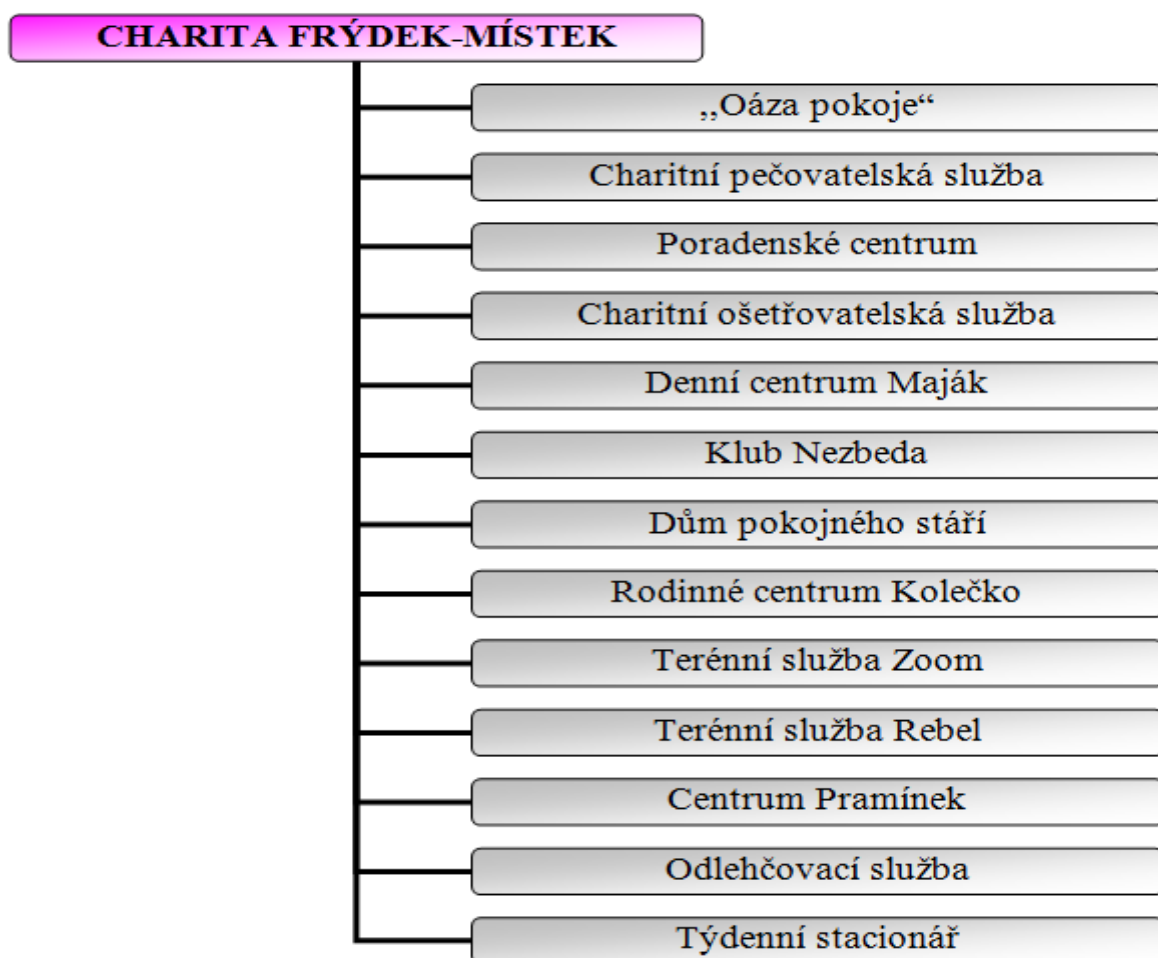 CHARITA FRÝDEK-MÍSTEK
„Oáza pokoje“
Charitní pečovatelská služba
Poradenské centrum
Charitní ošetřovatelská služba
Denní centrum Maják
Klub Nezbeda
Dům pokojného stáří
Rodinné centrum Kolečko
Terénní služba Zoom
Terénní služba Rebel
Centrum Pramínek
Odlehčovací služba
Týdenní stacionář